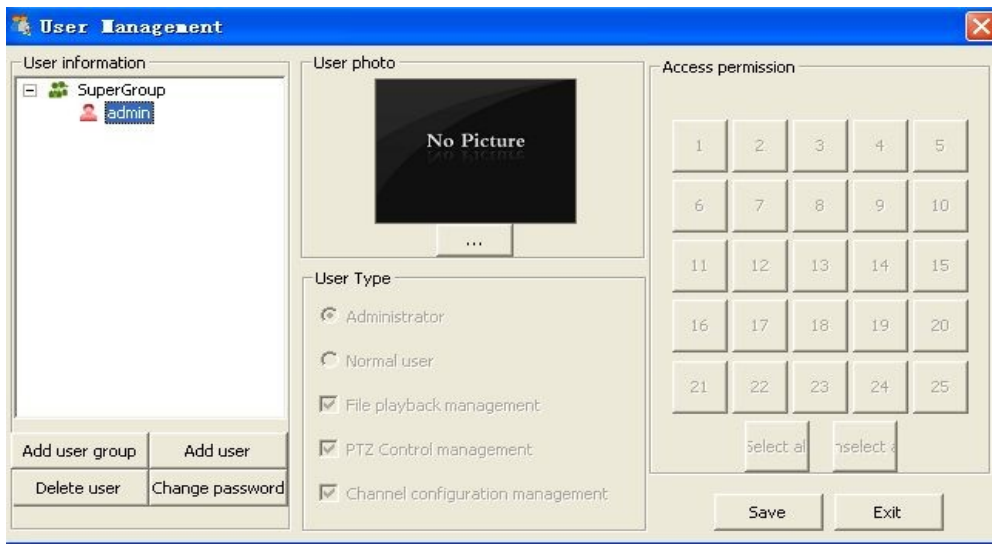 User Management
User information
SuperGroup
admin
Add user group
Add user
Delete user
Change password
User photo
No Picture
...
User Type
Administrator
Normal user
File playback management
PTZ Control management
Channel configuration management
Access permission
1 2 3 4 5
6 7 8 9 10
11 12 13 14 15
16 17 18 19 20
21 22 23 24 25
Select al
nselect a
Save
Exit